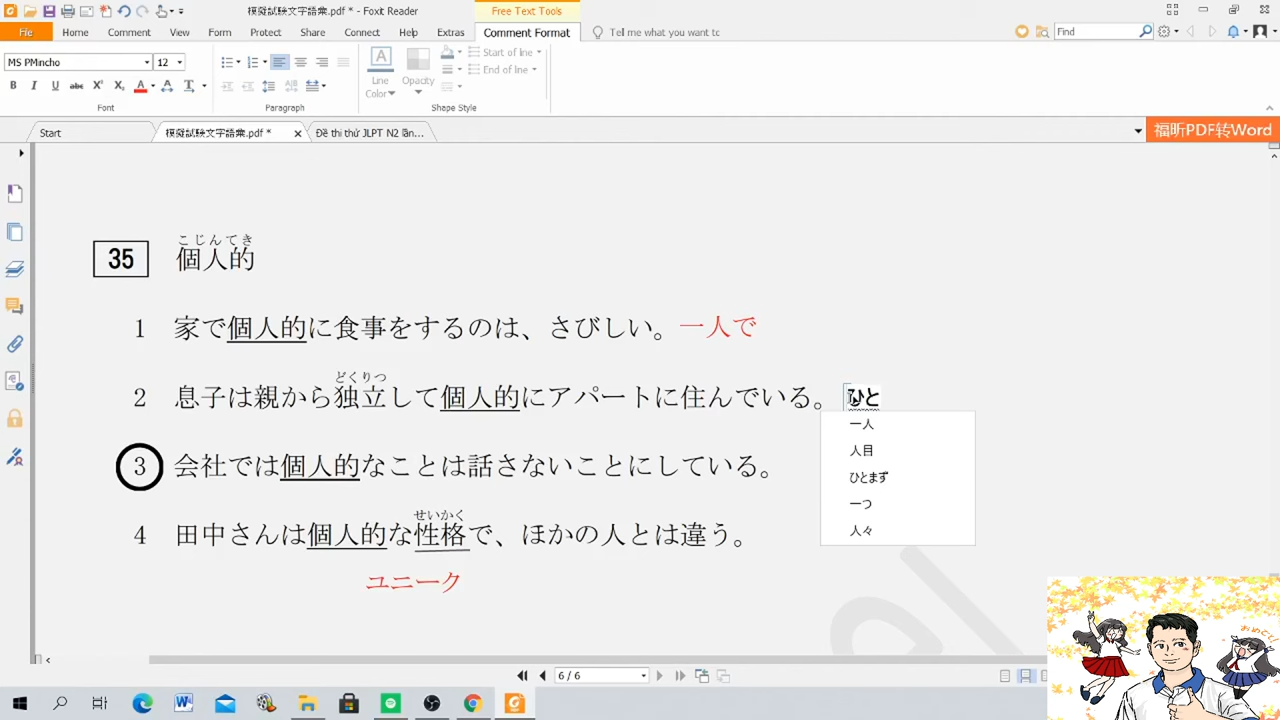 模擬試験文字語彙.pdf * - Foxit Reader
Free Text Tools
File Home Comment View Form Protect Share Connect Help Extras Comment Format Tell me what you want to Find
MS PMincho 12
Line Color
Opacity
Start of line
End of line
Font Paragraph Shape Style
Start 模擬試験文字語彙.pdf * Đề thi thử JLPT N2 lần...
福昕PDF转Word
こじんてき
35 個人的
1 家で個人的に食事をするのは、さびしい。一人で
どくりつ
2 息子は親から独立して個人的にアパートに住んでいる。 ひと
一人
人目
ひとまず
一つ
人々
3 会社では個人的なことは話さないことにしている。
せいかく
4 田中さんは個人的な性格で、ほかの人とは違う。
ユニーク
おめでとう!
6 / 6